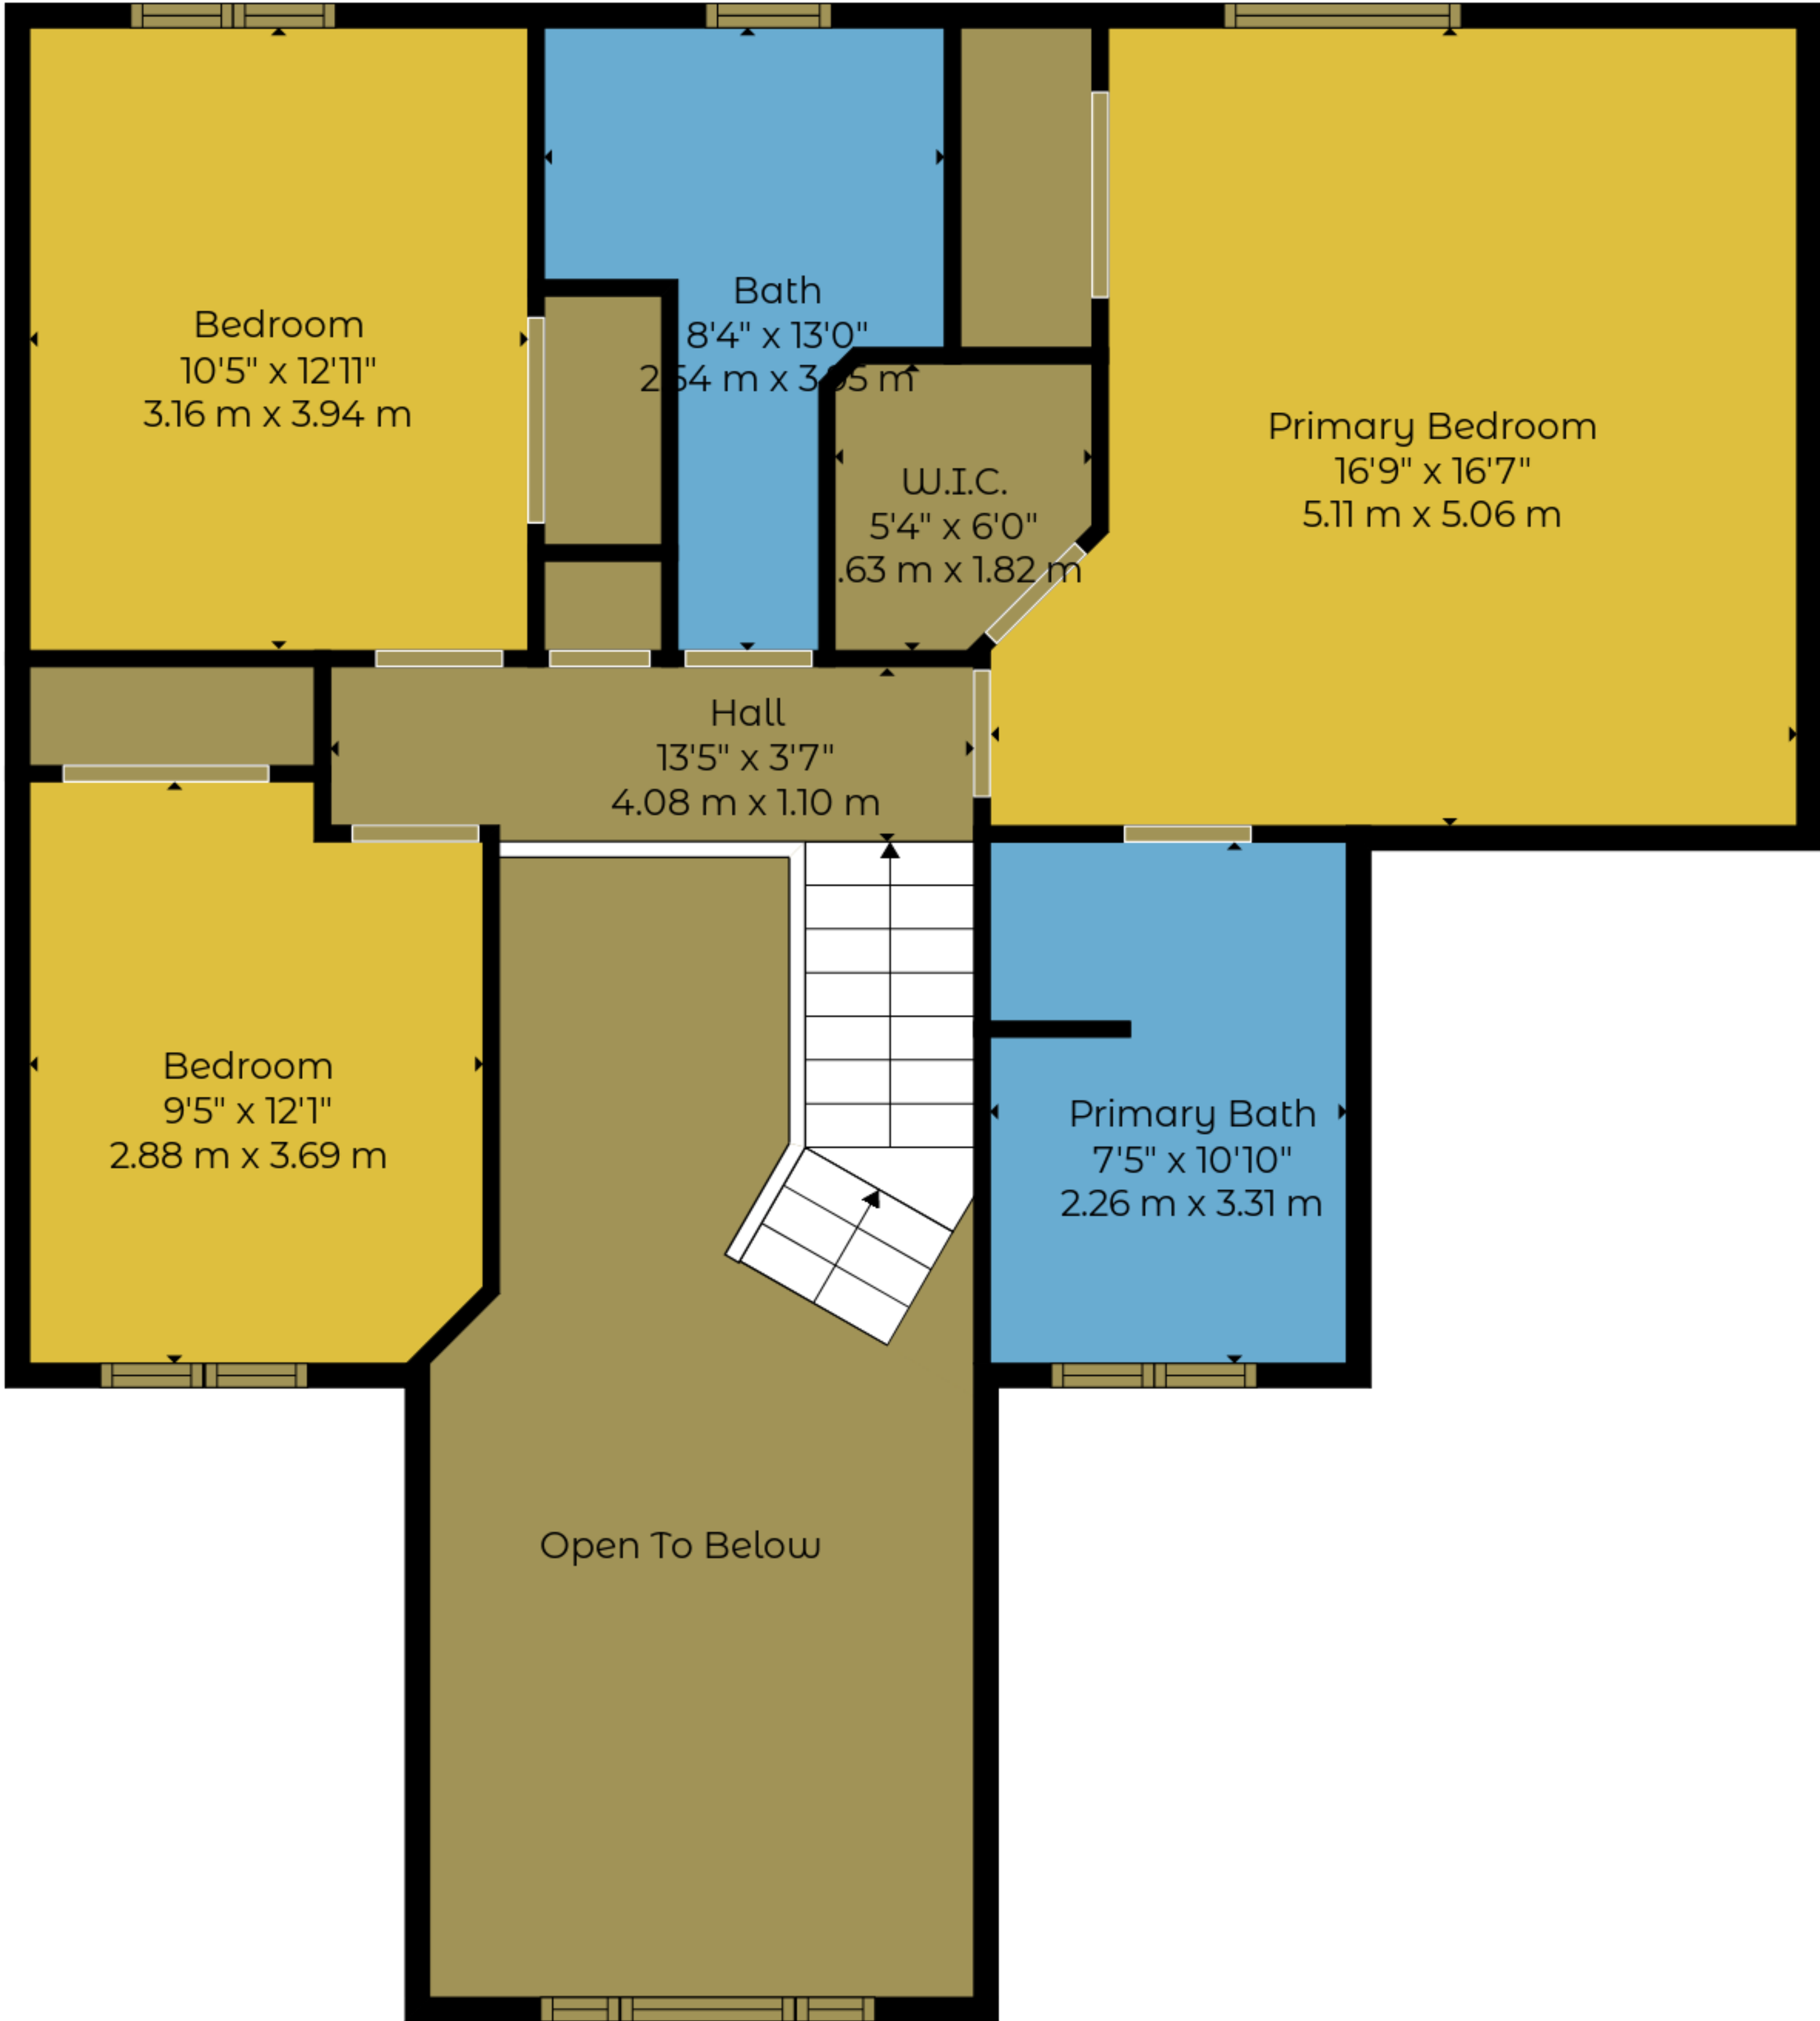 Bedroom
10'5" x 12'11"
3.16 m x 3.94 m
Bath
8'4" x 13'0"
m x m
Primary Bedroom
16'9" x 16'7"
5.11 m x 5.06 m
W.I.C.
5'4" x 6'0"
.63 m x 1.82 m
Hall
13'5" x 3'7"
4.08 m x 1.10 m
Bedroom
9'5" x 12'1"
2.88 m x 3.69 m
Primary Bath
7'5" x 10'10"
2.26 m x 3.31 m
Open To Below